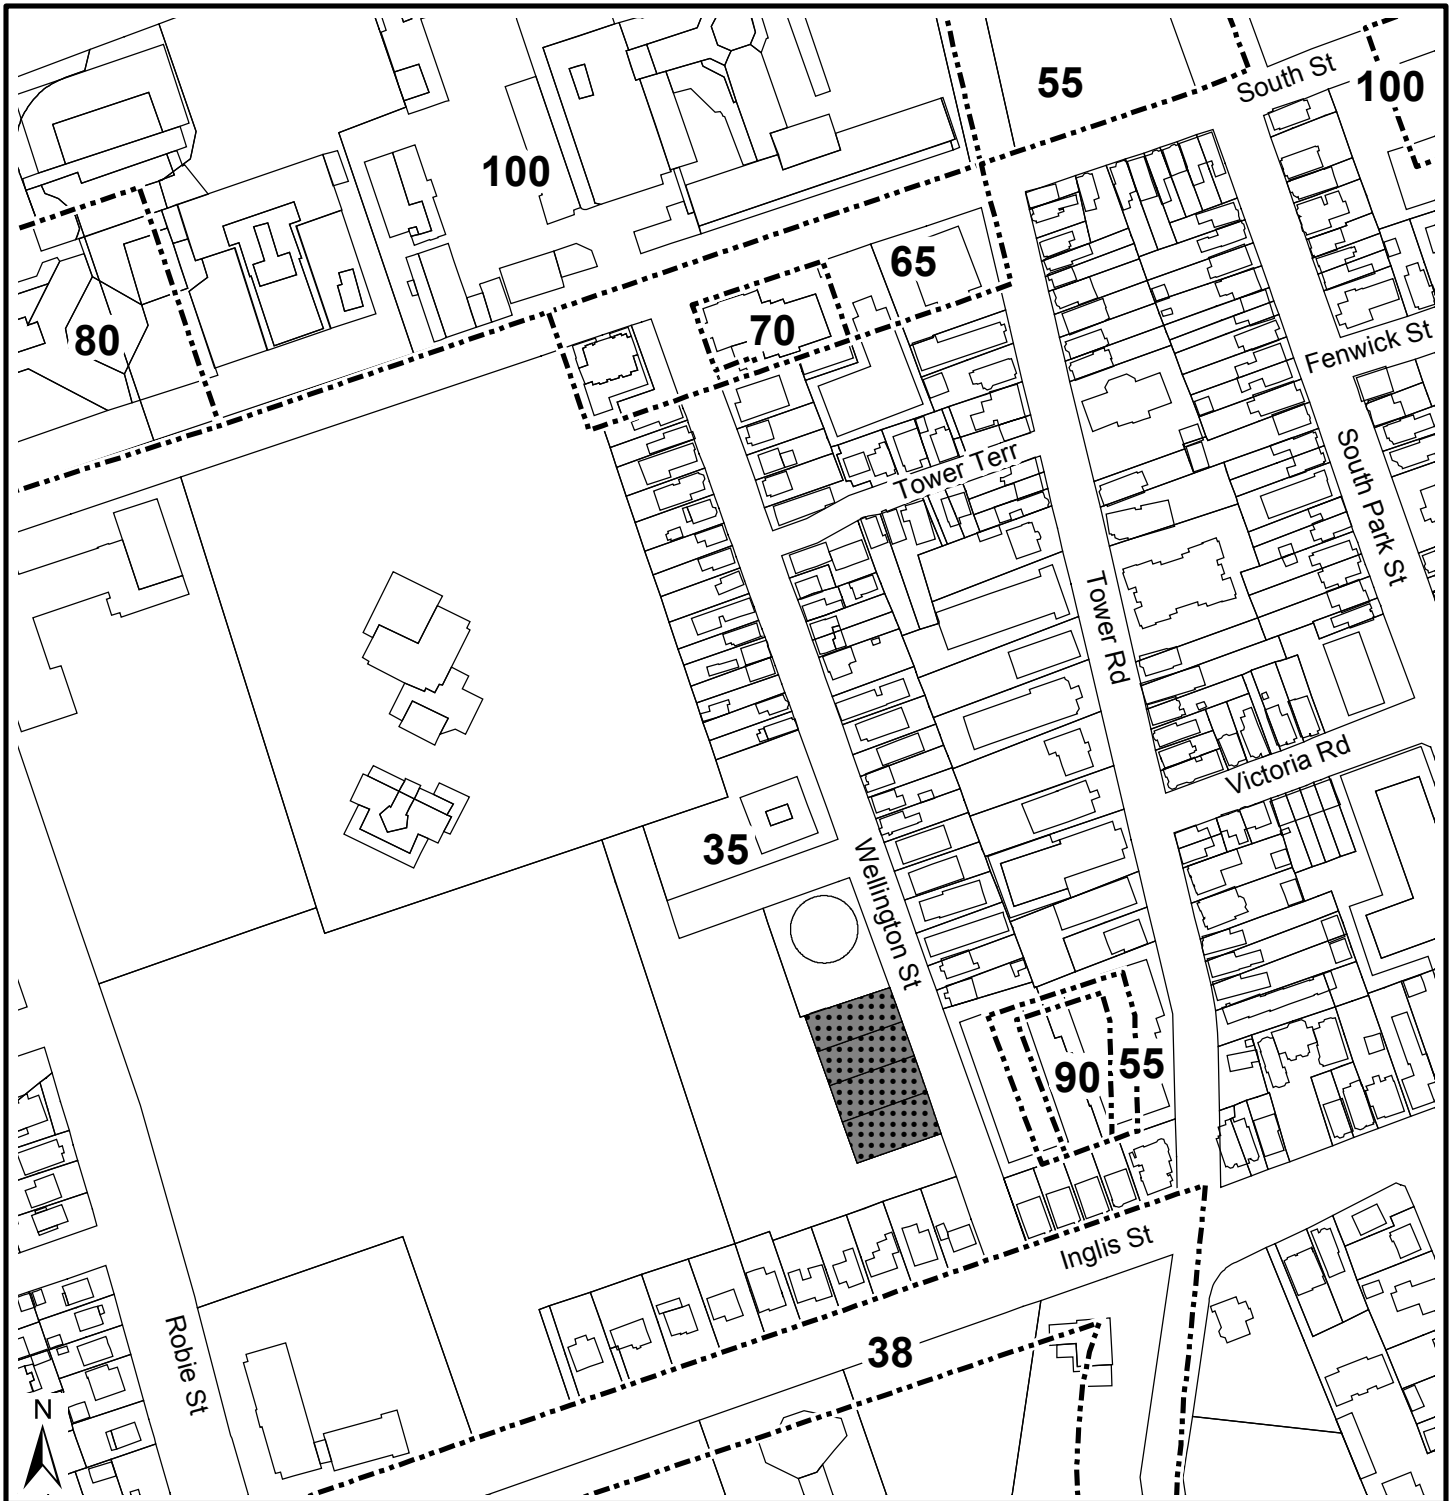 55
South St
100
100
65
80
70
Fenwick St
Tower Terr
South Park St
Tower Rd
Victoria Rd
35
Wellington St
90
55
Inglis St
38
Robie St
N